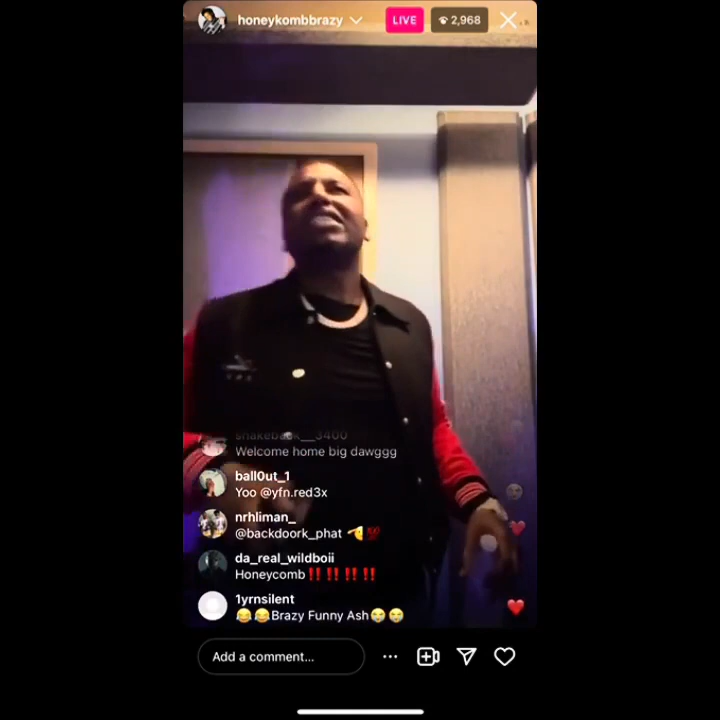 honeykombbrazy
LIVE
2,968
shakeback__3400
Welcome home big dawggg
ball0ut_1
Yoo @yfn.red3x
nrhliman_
@backdoork_phat 🫡💯
da_real_wildboii
Honeycomb‼️‼️‼️‼️
1yrnsilent
😂😂Brazy Funny Ash😭😭
Add a comment...